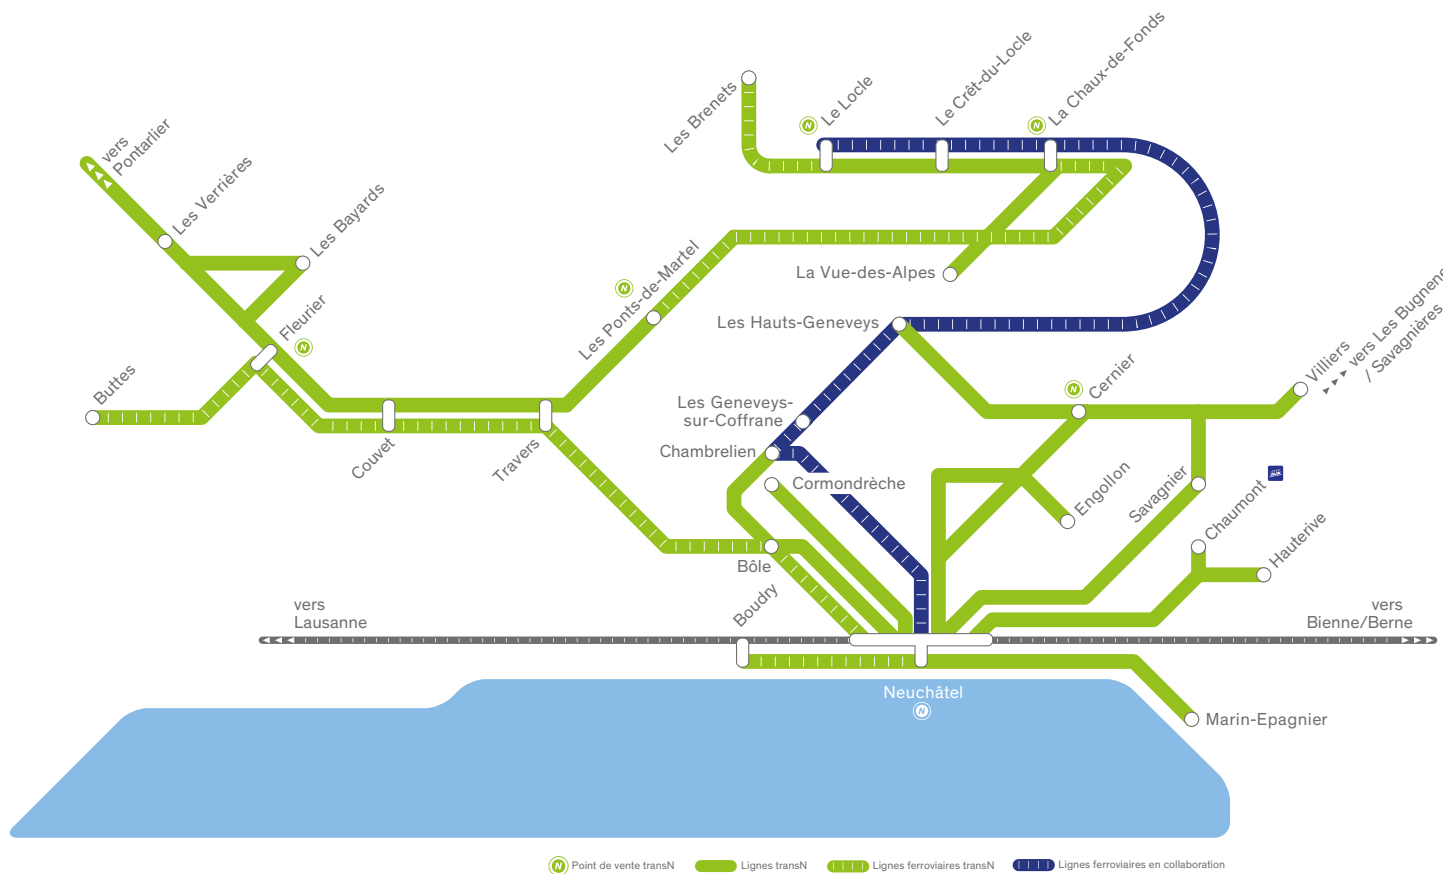 La Chaux-de-Fonds
Le Crêt-du-Locle
Le Locle
Les Brenets
vers
Pontarlier
Les Verrières
Les Bayards
Fleurier
Buttes
Les Ponts-de-Martel
La Vue-des-Alpes
Les Hauts-Geneveys
vers Les Bugnenets
/ Savagnières
Villiers
Cernier
Les Geneveys-
sur-Coffrane
Chambrelien
Cormondrèche
Couvet
Travers
Engollon
Savagnier
Chaumont
Hauterive
Bôle
Boudry
vers
Lausanne
vers
Bienne/Berne
Neuchâtel
N
Marin-Epagnier
N Point de vente transN
Lignes transN
Lignes ferroviaires transN
Lignes ferroviaires en collaboration